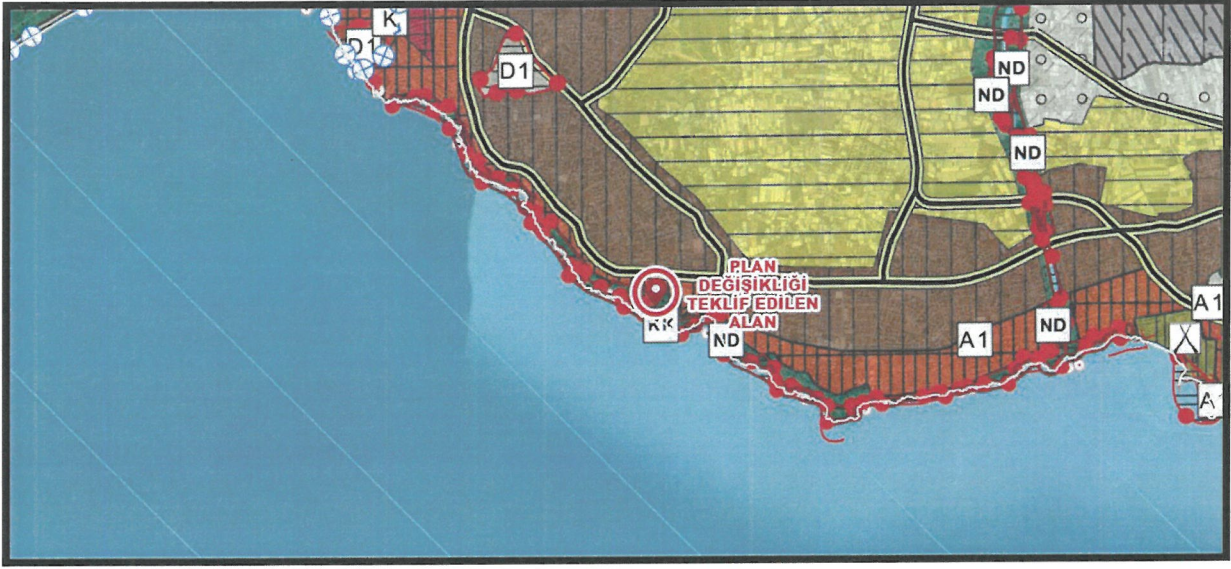 K
D1
D1
ND
ND
ND
PLAN
DEĞİŞİKLİĞİ
TEKLİF EDİLEN
ALAN
KK
ND
A1
ND
A1
A1